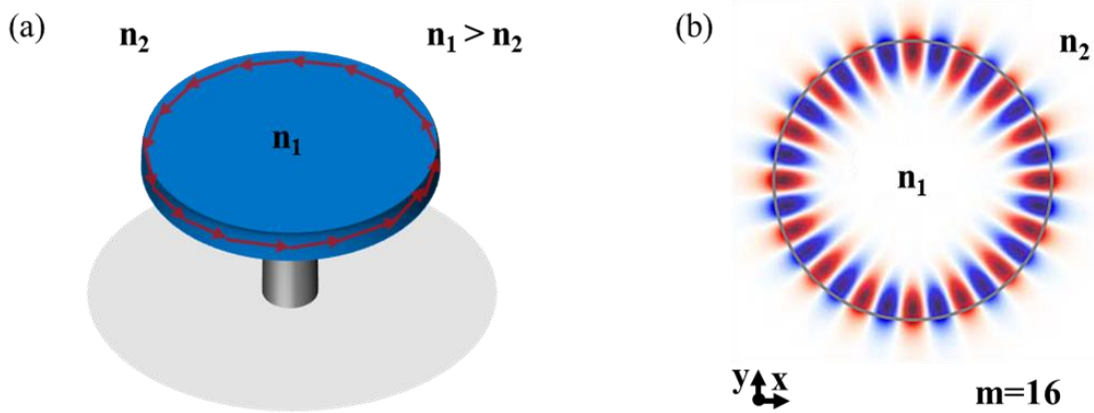 (a)
n₂
n₁ > n₂
n₁
(b)
n₂
n₁
y x
m=16